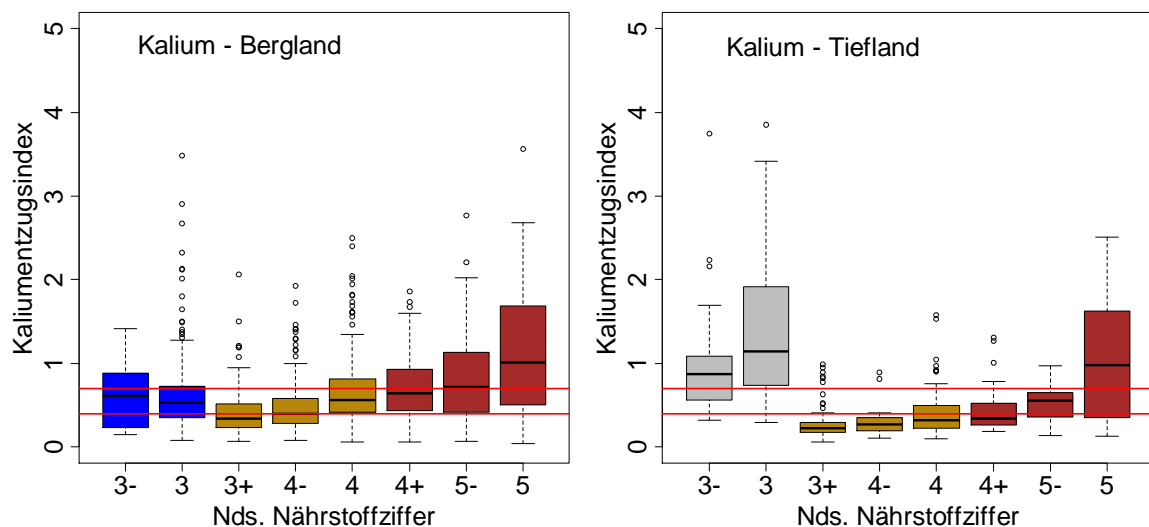 Kalium - Bergland
Kaliumentzugsindex
5
4
3
2
1
0
3- 3 3+ 4- 4 4+ 5- 5
Nds. Nährstoffziffer
Kalium - Tiefland
Kaliumentzugsindex
5
4
3
2
1
0
3- 3 3+ 4- 4 4+ 5- 5
Nds. Nährstoffziffer